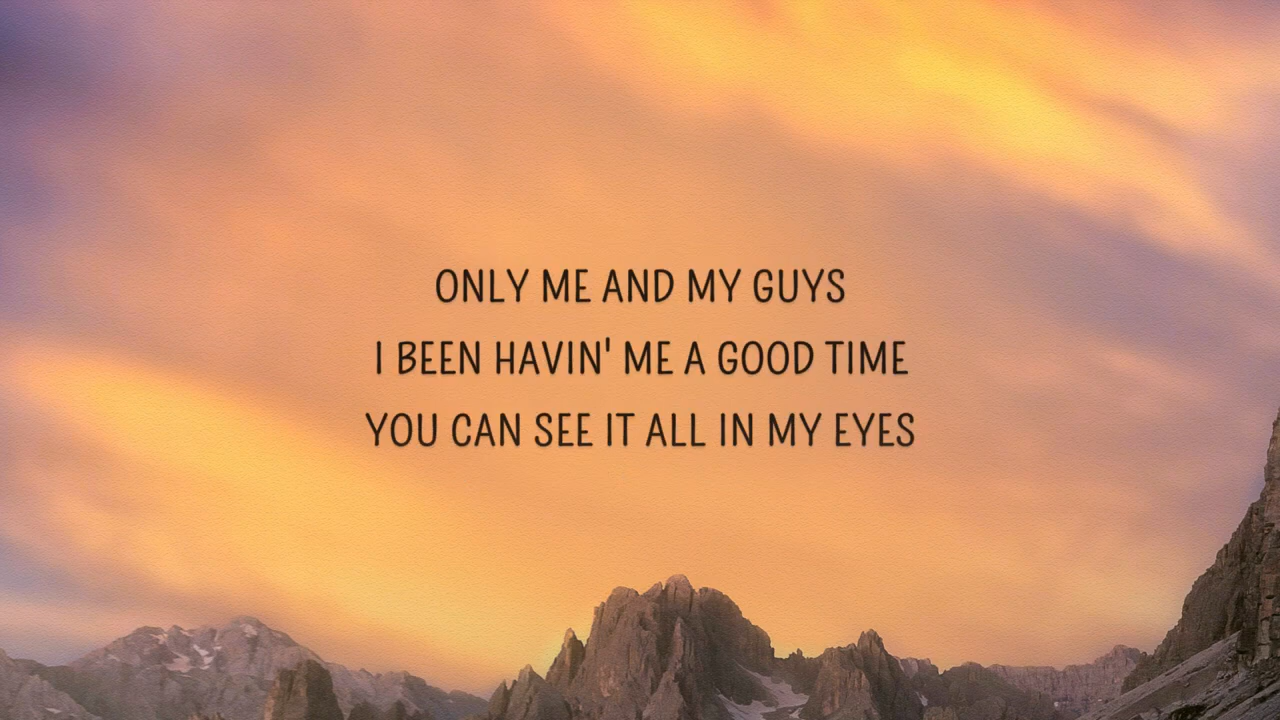 ONLY ME AND MY GUYS
I BEEN HAVIN' ME A GOOD TIME
YOU CAN SEE IT ALL IN MY EYES